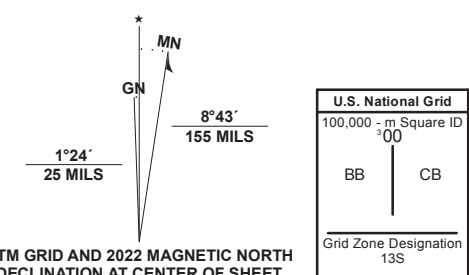 ★
MN
GN
8°43´
155 MILS
1°24´
25 MILS
TM GRID AND 2022 MAGNETIC NORTH
DECLINATION AT CENTER OF SHEET
U.S. National Grid
100,000 - m Square ID
³00
BB CB
Grid Zone Designation
13S